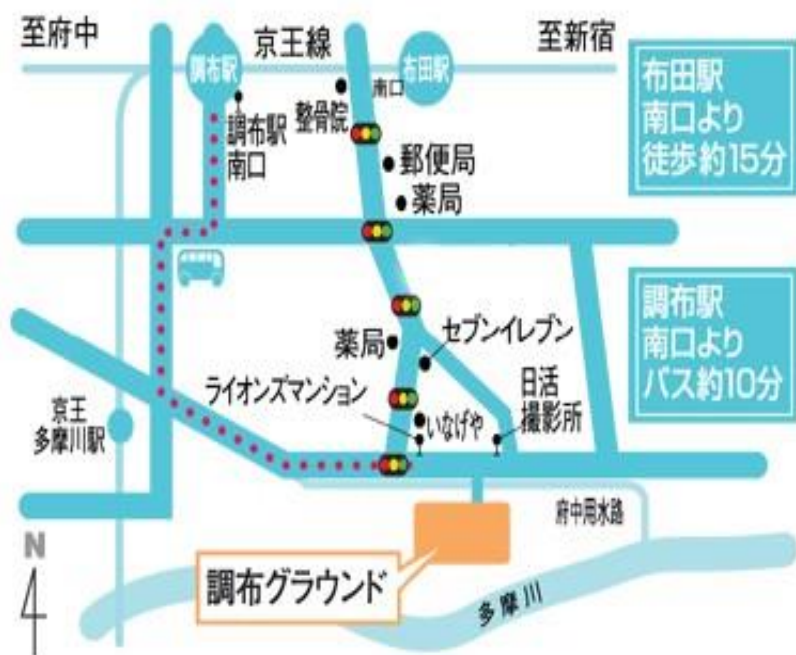 至府中
京王線
至新宿
調布駅
布田駅
南口
整骨院
調布駅
南口
郵便局
薬局
布田駅
南口より
徒歩約15分
調布駅
南口より
バス約10分
薬局
セブンイレブン
ライオンズマンション
日活
撮影所
いなげや
京王
多摩川駅
府中用水路
調布グラウンド
多摩川
N